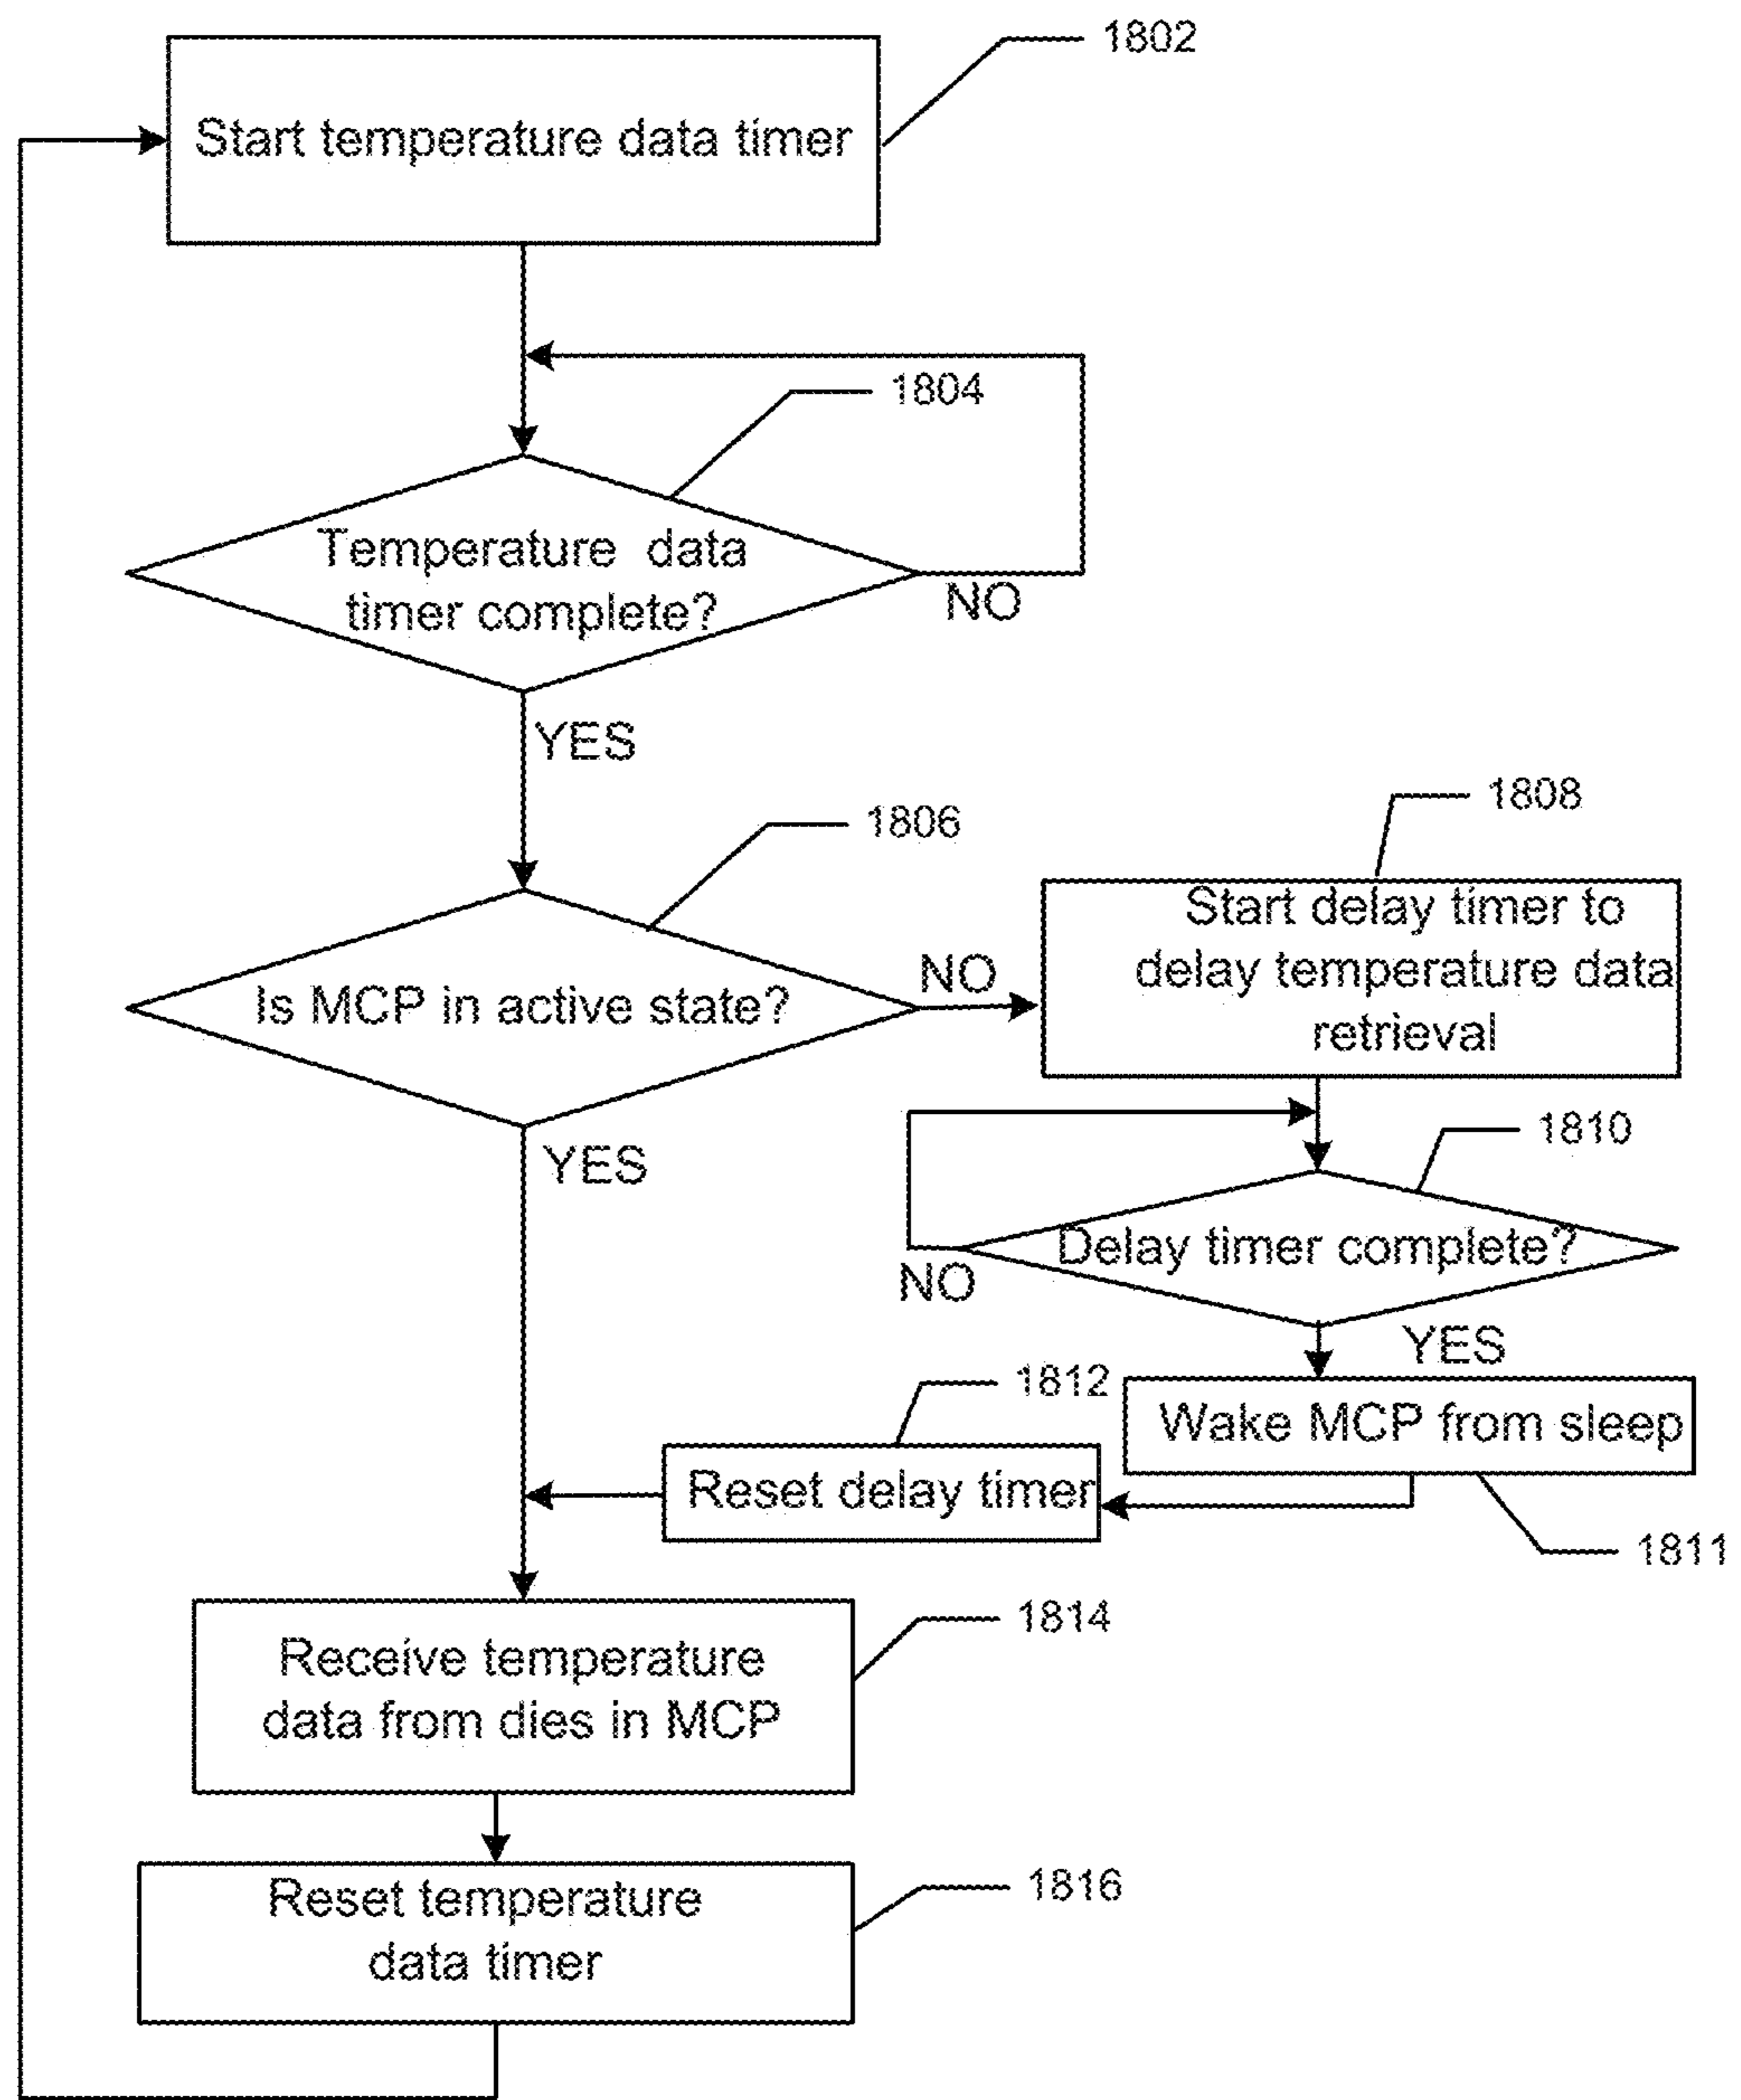 1802
Start temperature data timer
1804
Temperature data
timer complete?
NO
YES
1806
1808
Start delay timer to
delay temperature data
retrieval
NO
Is MCP in active state?
YES
1810
Delay timer complete?
NO
YES
1812
Wake MCP from sleep
Reset delay timer
1811
1814
Receive temperature
data from dies in MCP
1816
Reset temperature
data timer